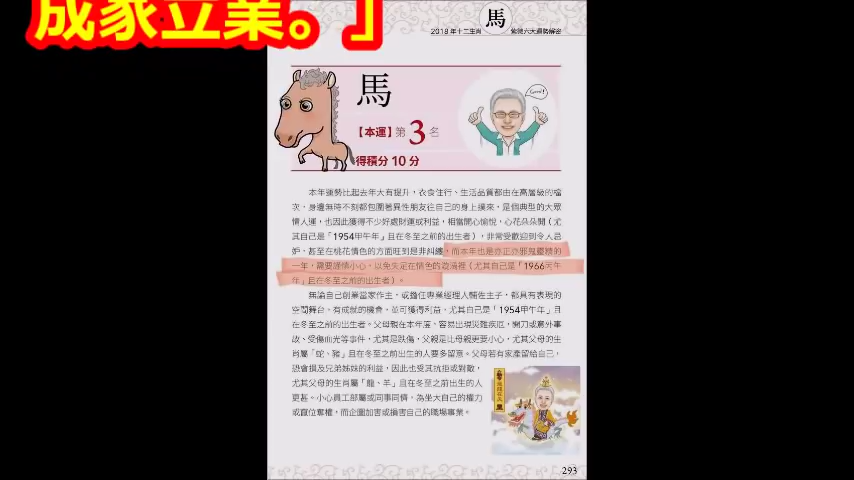 成家立業。」
2018 年十二生肖 馬 紫微六大運勢解密
馬
Good!
【本運】第 3 名
得積分 10 分
本年運勢比起去年大有提升，衣食住行、生活品質都由在高層級的檔
次，身邊無時不刻都包圍著異性朋友往自己的身上撲來，是個典型的大眾
情人運，也因此獲得不少好處財運或利益，相當開心愉悅，心花朵朵開（尤
其自己是「1954甲午年」且在冬至之前的出生者），非常受歡迎到令人忌
妒、甚至在桃花情色的方面旺到是非糾纏，而本年也是亦正亦邪鬼靈精的
一年，需要謹慎小心，以免失足在情色的漩渦裡（尤其自己是「1966丙午
年」且在冬至之前的出生者）。
無論自己創業當家作主，或擔任專業經理人輔佐主子，都具有表現的
空間舞台，有成就的機會，並可獲得利益，尤其自己是「1954甲午年」且
在冬至之前的出生者。父母親在本年度，容易出現災難疾厄，開刀或意外事
故、受傷血光等事件，尤其是跌傷，父親是比母親更要小心，尤其父母的生
肖屬「蛇、豬」且在冬至之前出生的人要多留意。父母若有家產留給自己，
恐會損及兄弟姊妹的利益，因此也受其抗拒或對敵，
尤其父母的生肖屬「龍、羊」且在冬至之前出生的人
更甚。小心員工部屬或同事同儕，為坐大自己的權力
或竄位奪權，而企圖加害或損害自己的職場事業。
293